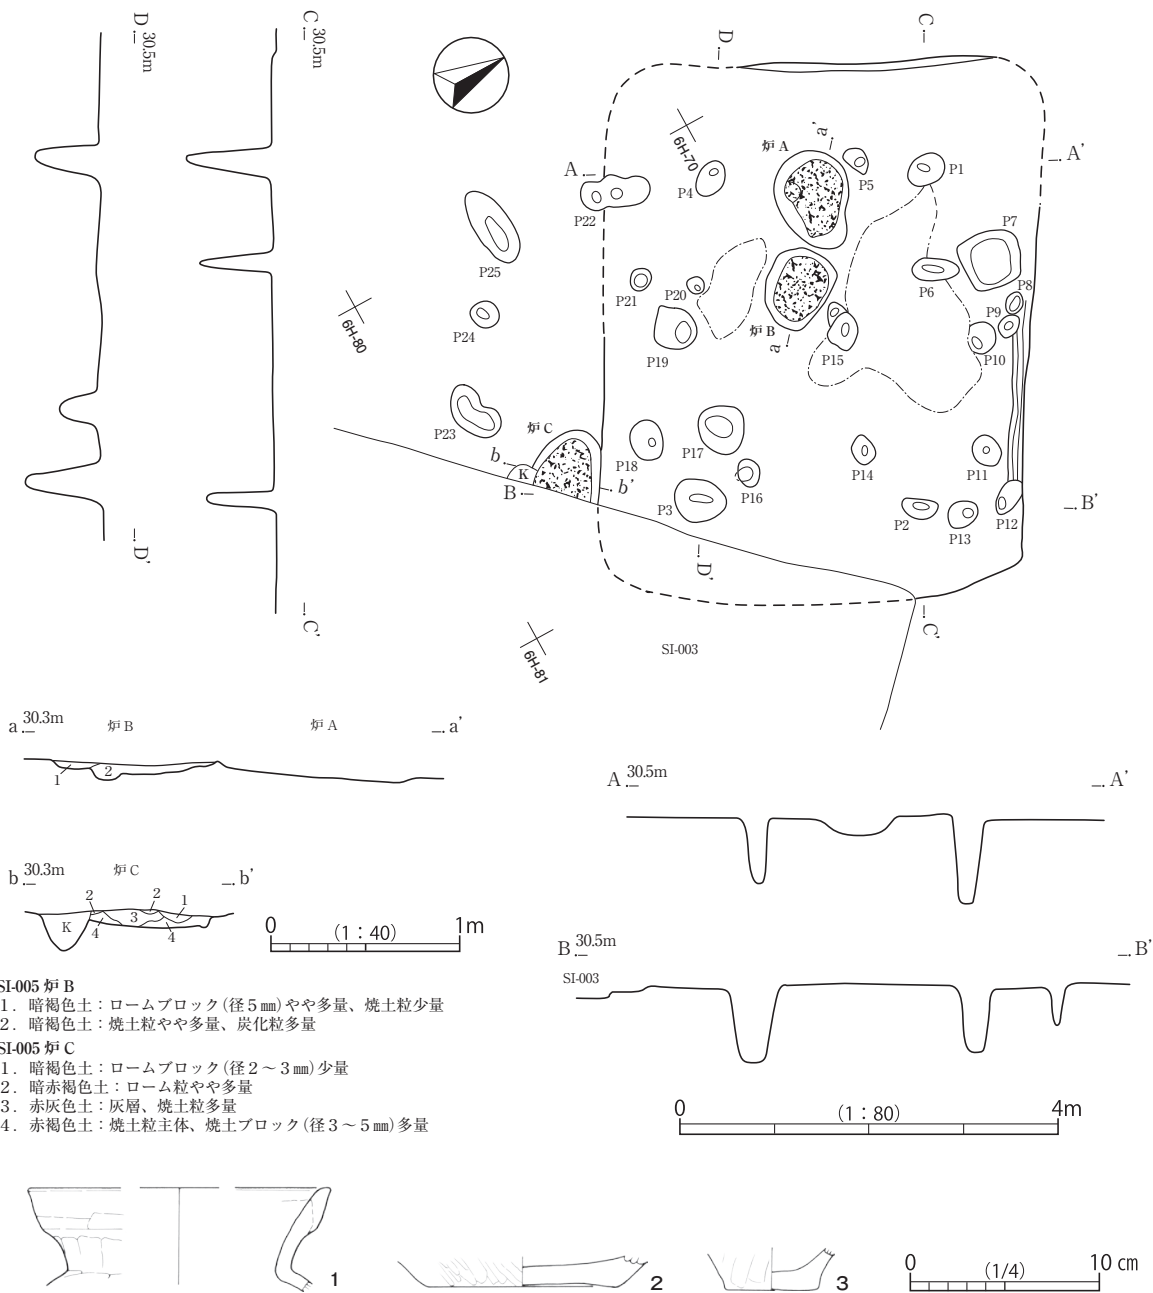 D
30.5m
D'
C
30.5m
C'
D
C
炉 A
a'
6H-70
A
A'
P4
P5
P1
P22
P7
P25
P21
P20
P6
P8
P24
P9
6H-80
炉 B
a
P19
P15
P10
炉 C
P23
b
K
B
b'
P18
P17
P14
P11
P16
P3
P2
P13
P12
B'
D'
C'
6H-81
SI-003
a 30.3m 炉 B 炉 A a'
1 2
A 30.5m A'
b 30.3m 炉 C b'
2 2 1
K 3
4 4
0 (1:40) 1m
B 30.5m B'
SI-003
SI-005 炉 B
1．暗褐色土：ロームブロック(径５㎜)やや多量、焼土粒少量
2．暗褐色土：焼土粒やや多量、炭化粒多量
SI-005 炉 C
1．暗褐色土：ロームブロック(径２～３㎜)少量
2．暗赤褐色土：ローム粒やや多量
3．赤灰色土：灰層、焼土粒多量
4．赤褐色土：焼土粒主体、焼土ブロック(径３～５㎜)多量
0 (1:80) 4m
1
2
3
0 (1/4) 10 ㎝